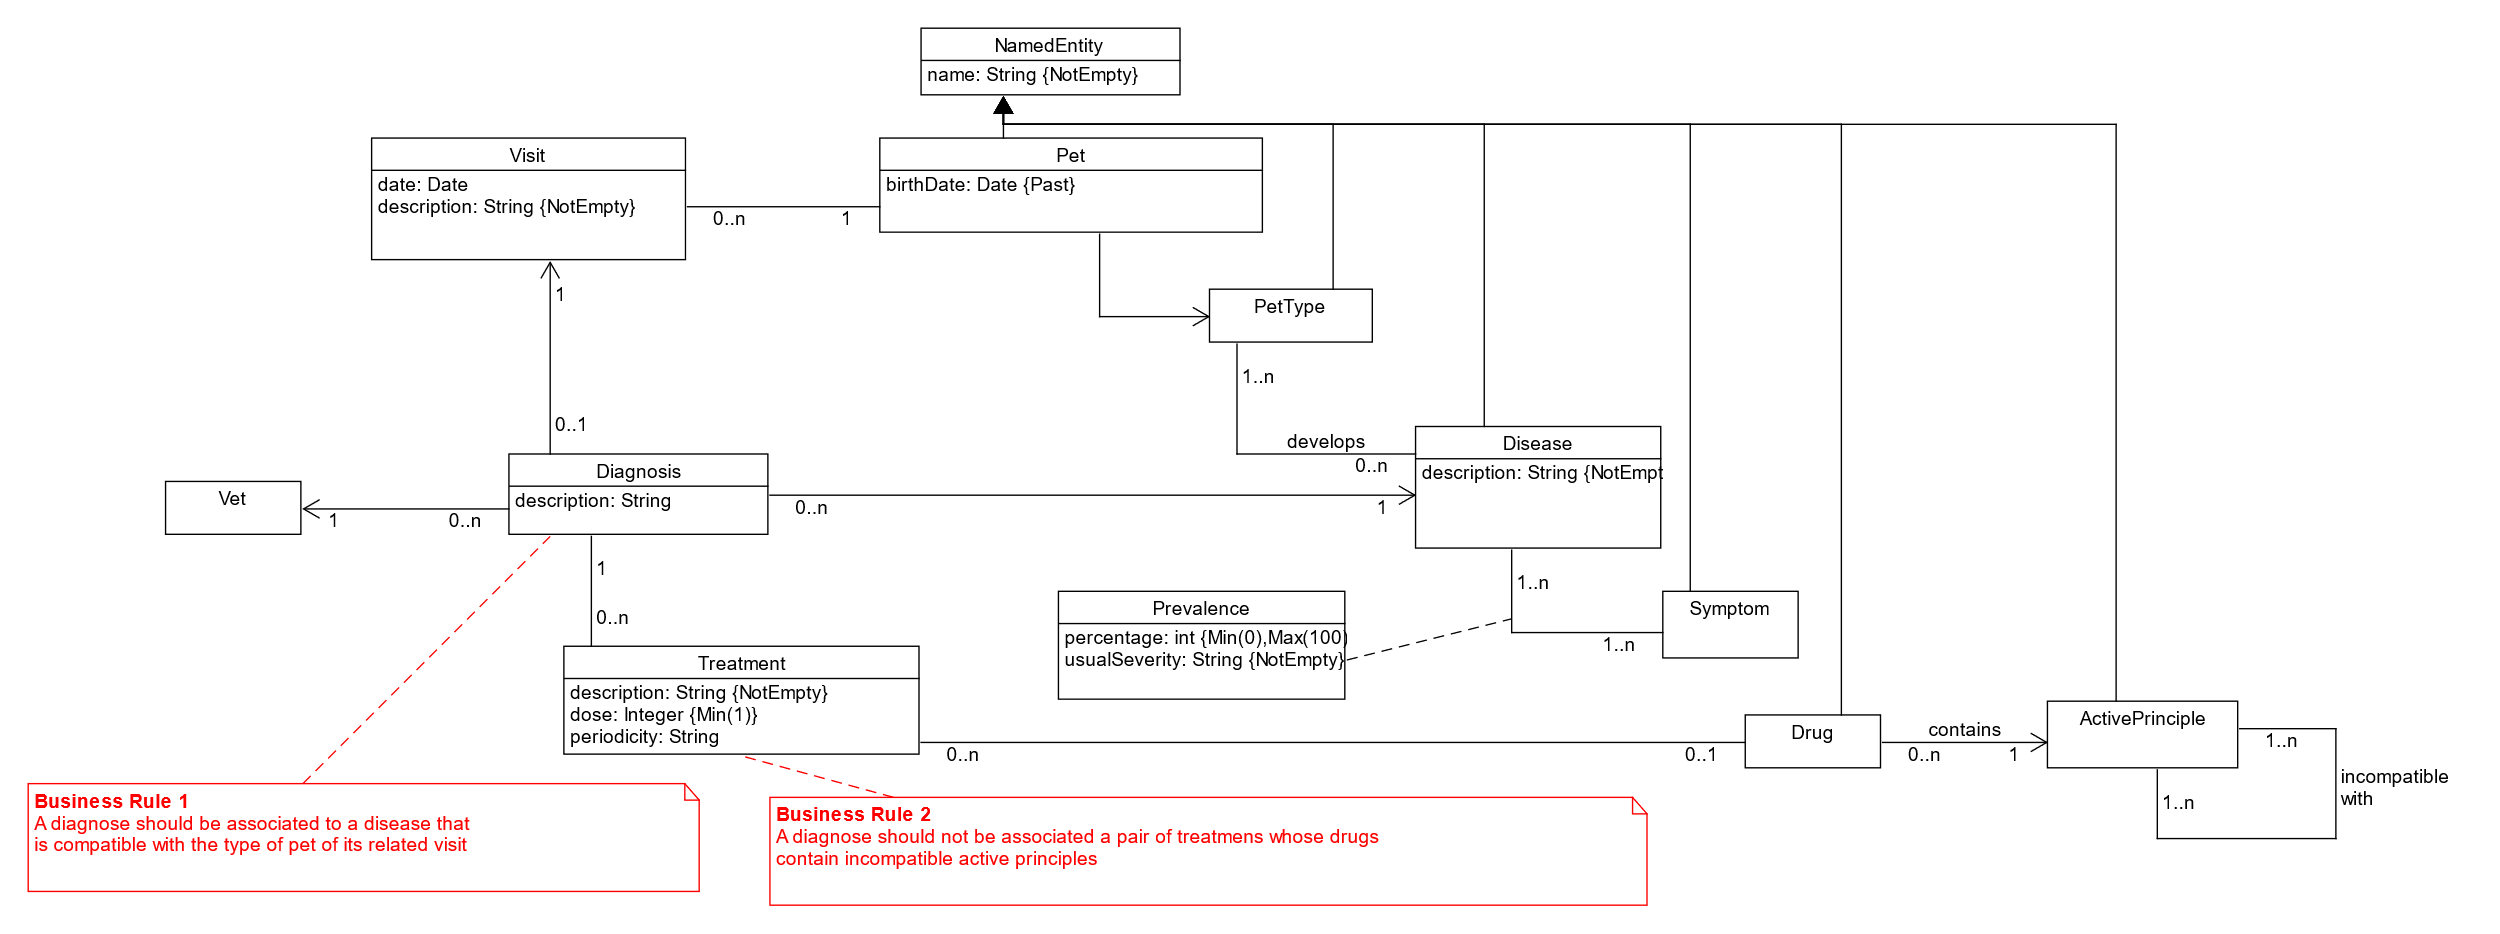 NamedEntity
name: String {NotEmpty}
Visit
date: Date
description: String {NotEmpty}
0..n
1
Pet
birthDate: Date {Past}
1
0..1
PetType
1..n
develops
0..n
Disease
description: String {NotEmpt
Diagnosis
description: String
0..n
1
Vet
1
0..n
1
0..n
1..n
1..n
Prevalence
percentage: int {Min(0),Max(100)
usualSeverity: String {NotEmpty}
Symptom
Treatment
description: String {NotEmpty}
dose: Integer {Min(1)}
periodicity: String
0..n
0..1
Drug
contains
0..n
1
ActivePrinciple
1..n
1..n
incompatible
with
Business Rule 1
A diagnose should be associated to a disease that
is compatible with the type of pet of its related visit
Business Rule 2
A diagnose should not be associated a pair of treatmens whose drugs
contain incompatible active principles